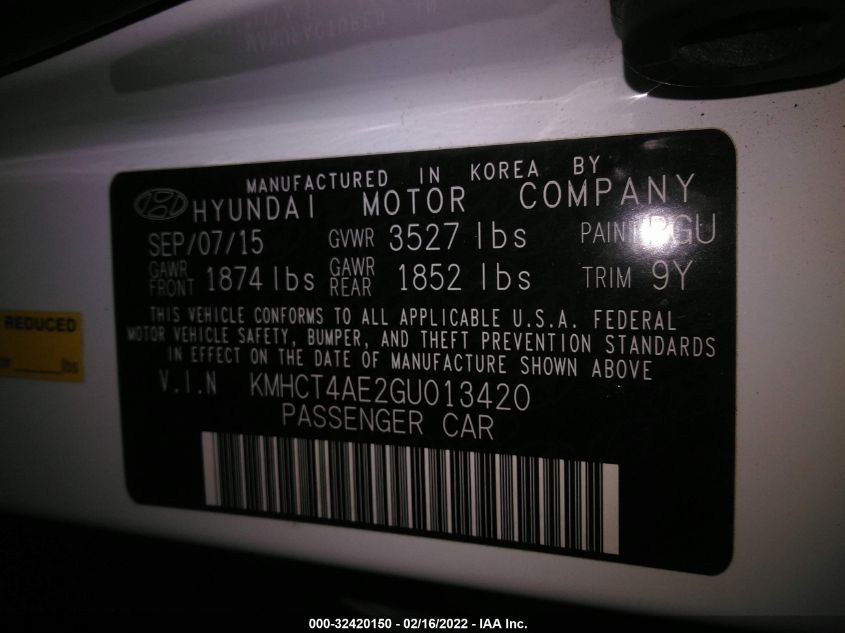 MANUFACTURED IN KOREA BY
HYUNDAI MOTOR COMPANY
SEP/07/15 GVWR 3527 lbs PAINT
GAWR FRONT 1874 lbs GAWR REAR 1852 lbs TRIM 9Y
THIS VEHICLE CONFORMS TO ALL APPLICABLE U.S.A. FEDERAL
MOTOR VEHICLE SAFETY, BUMPER, AND THEFT PREVENTION STANDARDS
IN EFFECT ON THE DATE OF MANUFACTURE SHOWN ABOVE
V.I.N KMHCT4AE2GU013420
PASSENGER CAR
REDUCED
lbs
000-32420150 - 02/16/2022 - IAA Inc.